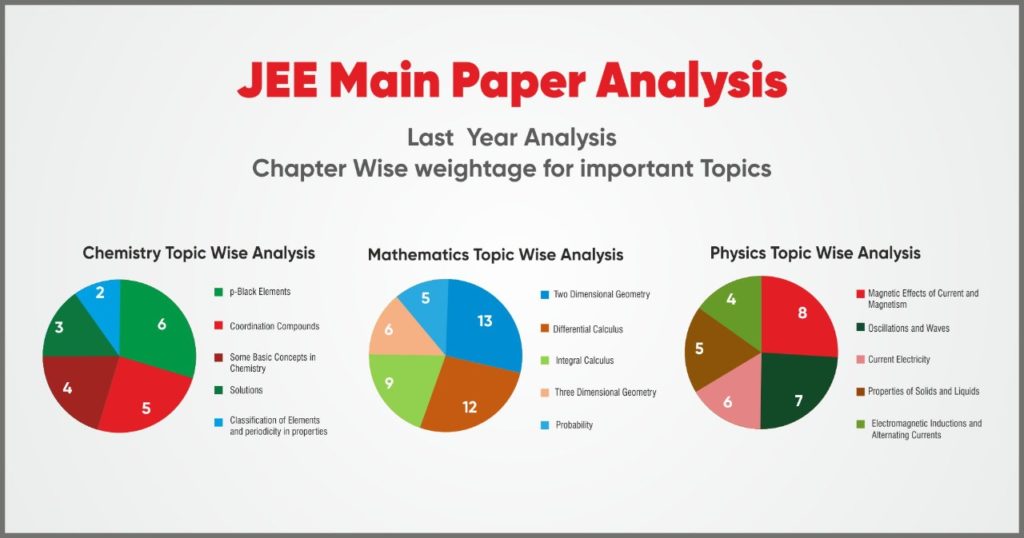 JEE Main Paper Analysis
Last Year Analysis
Chapter Wise weightage for important Topics
Chemistry Topic Wise Analysis
2
6
3
4
5
p-Black Elements
Coordination Compounds
Some Basic Concepts in
Chemistry
Solutions
Classification of Elements
and periodicity in properties
Mathematics Topic Wise Analysis
5
13
6
9
12
Two Dimensional Geometry
Differential Calculus
Integral Calculus
Three Dimensional Geometry
Probability
Physics Topic Wise Analysis
4
8
5
6
7
Magnetic Effects of Current and
Magnetism
Oscillations and Waves
Current Electricity
Properties of Solids and Liquids
Electromagnetic Inductions and
Alternating Currents